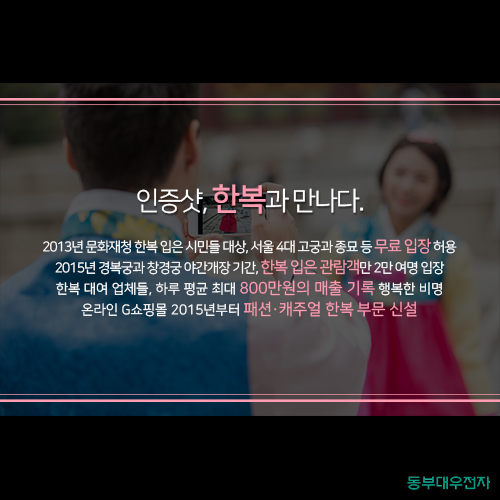 인증샷, 한복과 만나다.
2013년 문화재청 한복 입은 시민들 대상, 서울 4대 고궁과 종묘 등 무료 입장 허용
2015년 경복궁과 창경궁 야간개장 기간, 한복 입은 관람객만 2만 여명 입장
한복 대여 업체들, 하루 평균 최대 800만원의 매출 기록 행복한 비명
온라인 G쇼핑몰 2015년부터 패션·캐주얼 한복 부문 신설
동부대우전자